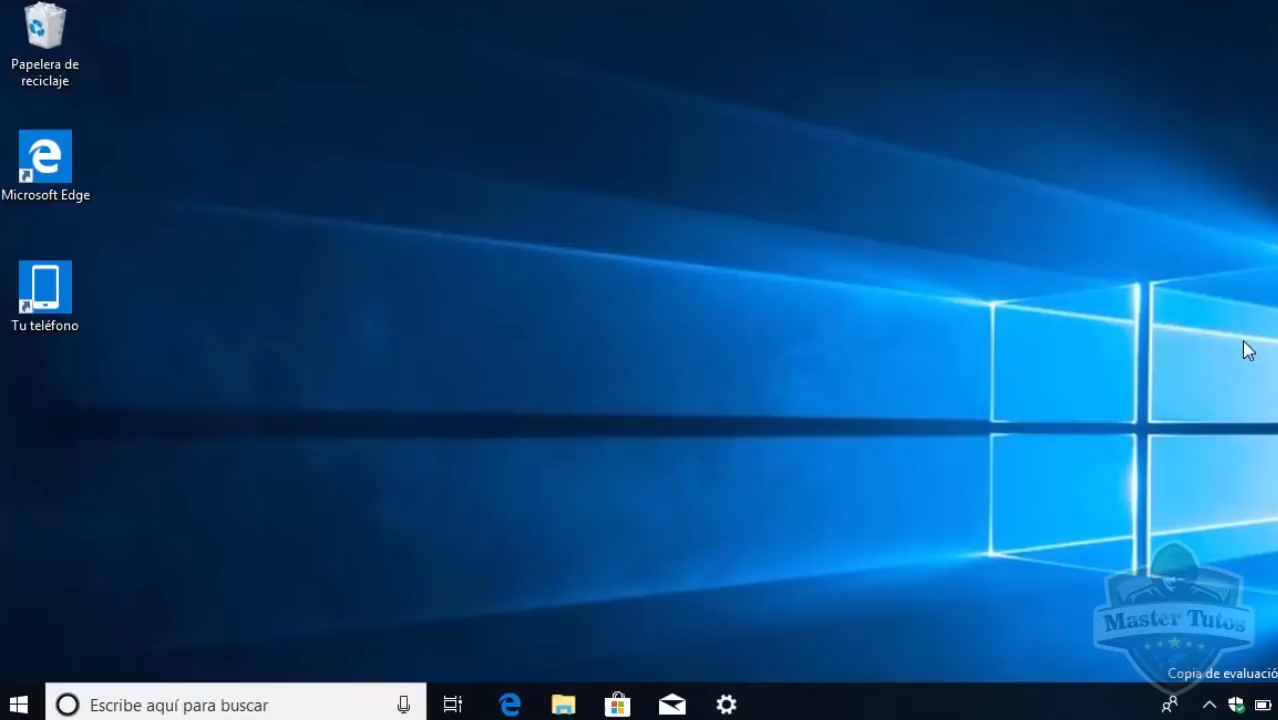 Papelera de
reciclaje
Microsoft Edge
Tu teléfono
Master Tutos
Copia de evaluació
Escribe aquí para buscar